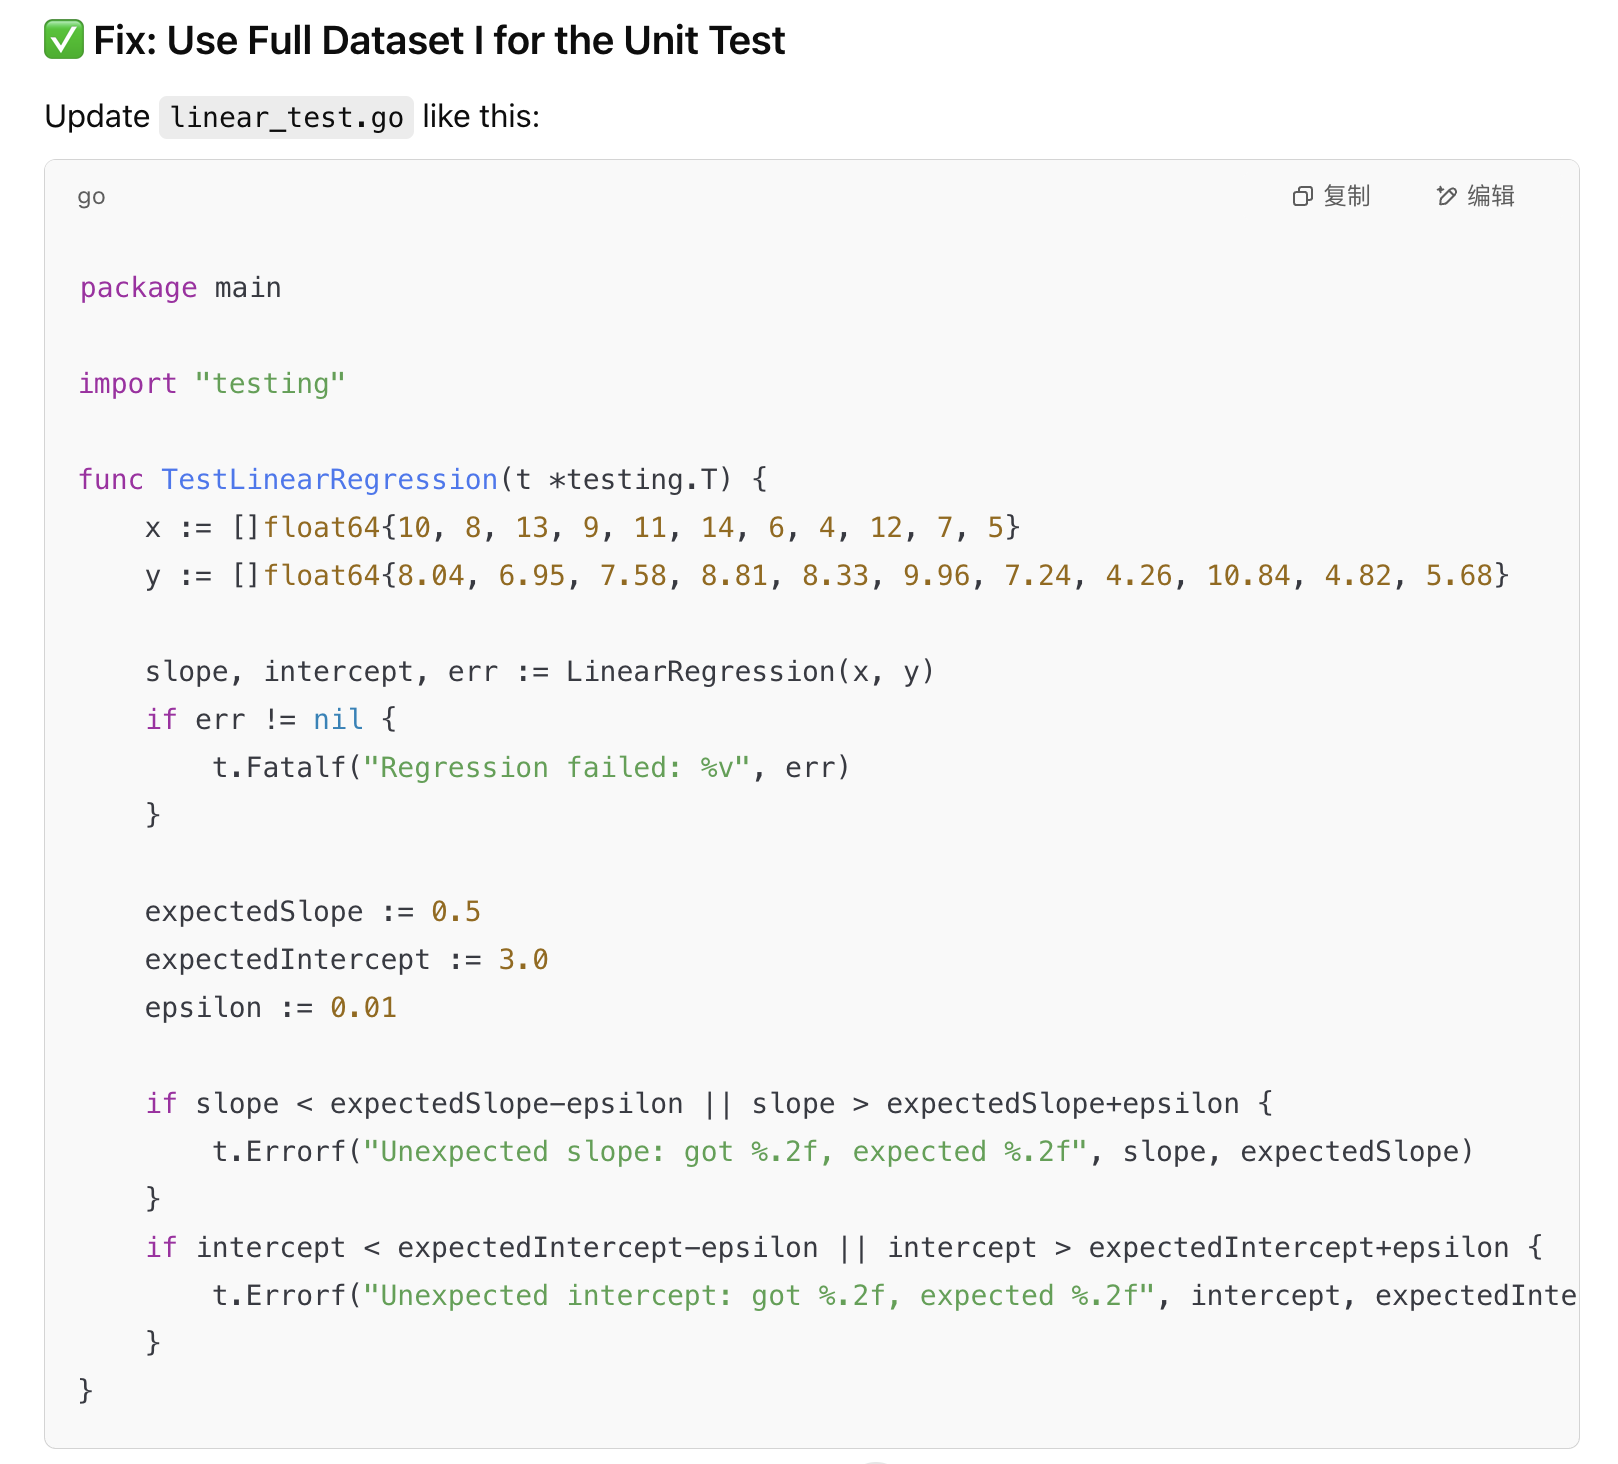 ✅ Fix: Use Full Dataset I for the Unit Test
Update linear_test.go like this:
go 复制 编辑
package main
import "testing"
func TestLinearRegression(t *testing.T) {
    x := []float64{10, 8, 13, 9, 11, 14, 6, 4, 12, 7, 5}
    y := []float64{8.04, 6.95, 7.58, 8.81, 8.33, 9.96, 7.24, 4.26, 10.84, 4.82, 5.68}
    slope, intercept, err := LinearRegression(x, y)
    if err != nil {
        t.Fatalf("Regression failed: %v", err)
    }
    expectedSlope := 0.5
    expectedIntercept := 3.0
    epsilon := 0.01
    if slope < expectedSlope-epsilon || slope > expectedSlope+epsilon {
        t.Errorf("Unexpected slope: got %.2f, expected %.2f", slope, expectedSlope)
    }
    if intercept < expectedIntercept-epsilon || intercept > expectedIntercept+epsilon {
        t.Errorf("Unexpected intercept: got %.2f, expected %.2f", intercept, expectedInte
    }
}